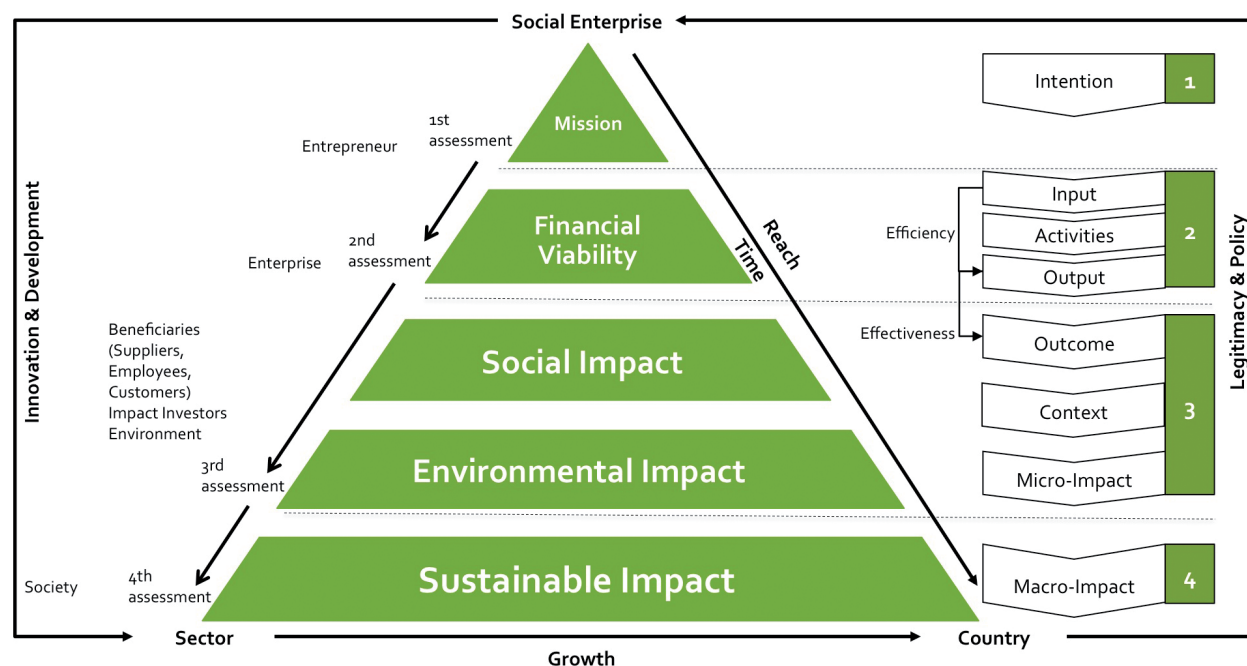 Social Enterprise
Intention
1
1st
assessment
Mission
Entrepreneur
Input
Activities
Output
2
Efficiency
Financial
Viability
2nd
assessment
Enterprise
Reach
Time
Innovation & Development
Legitimacy & Policy
Beneficiaries
(Suppliers,
Employees,
Customers)
Impact Investors
Environment
Social Impact
Effectiveness
Outcome
Context
Micro-Impact
3
Environmental Impact
3rd
assessment
Society
4th
assessment
Sustainable Impact
Macro-Impact
4
Sector
Country
Growth